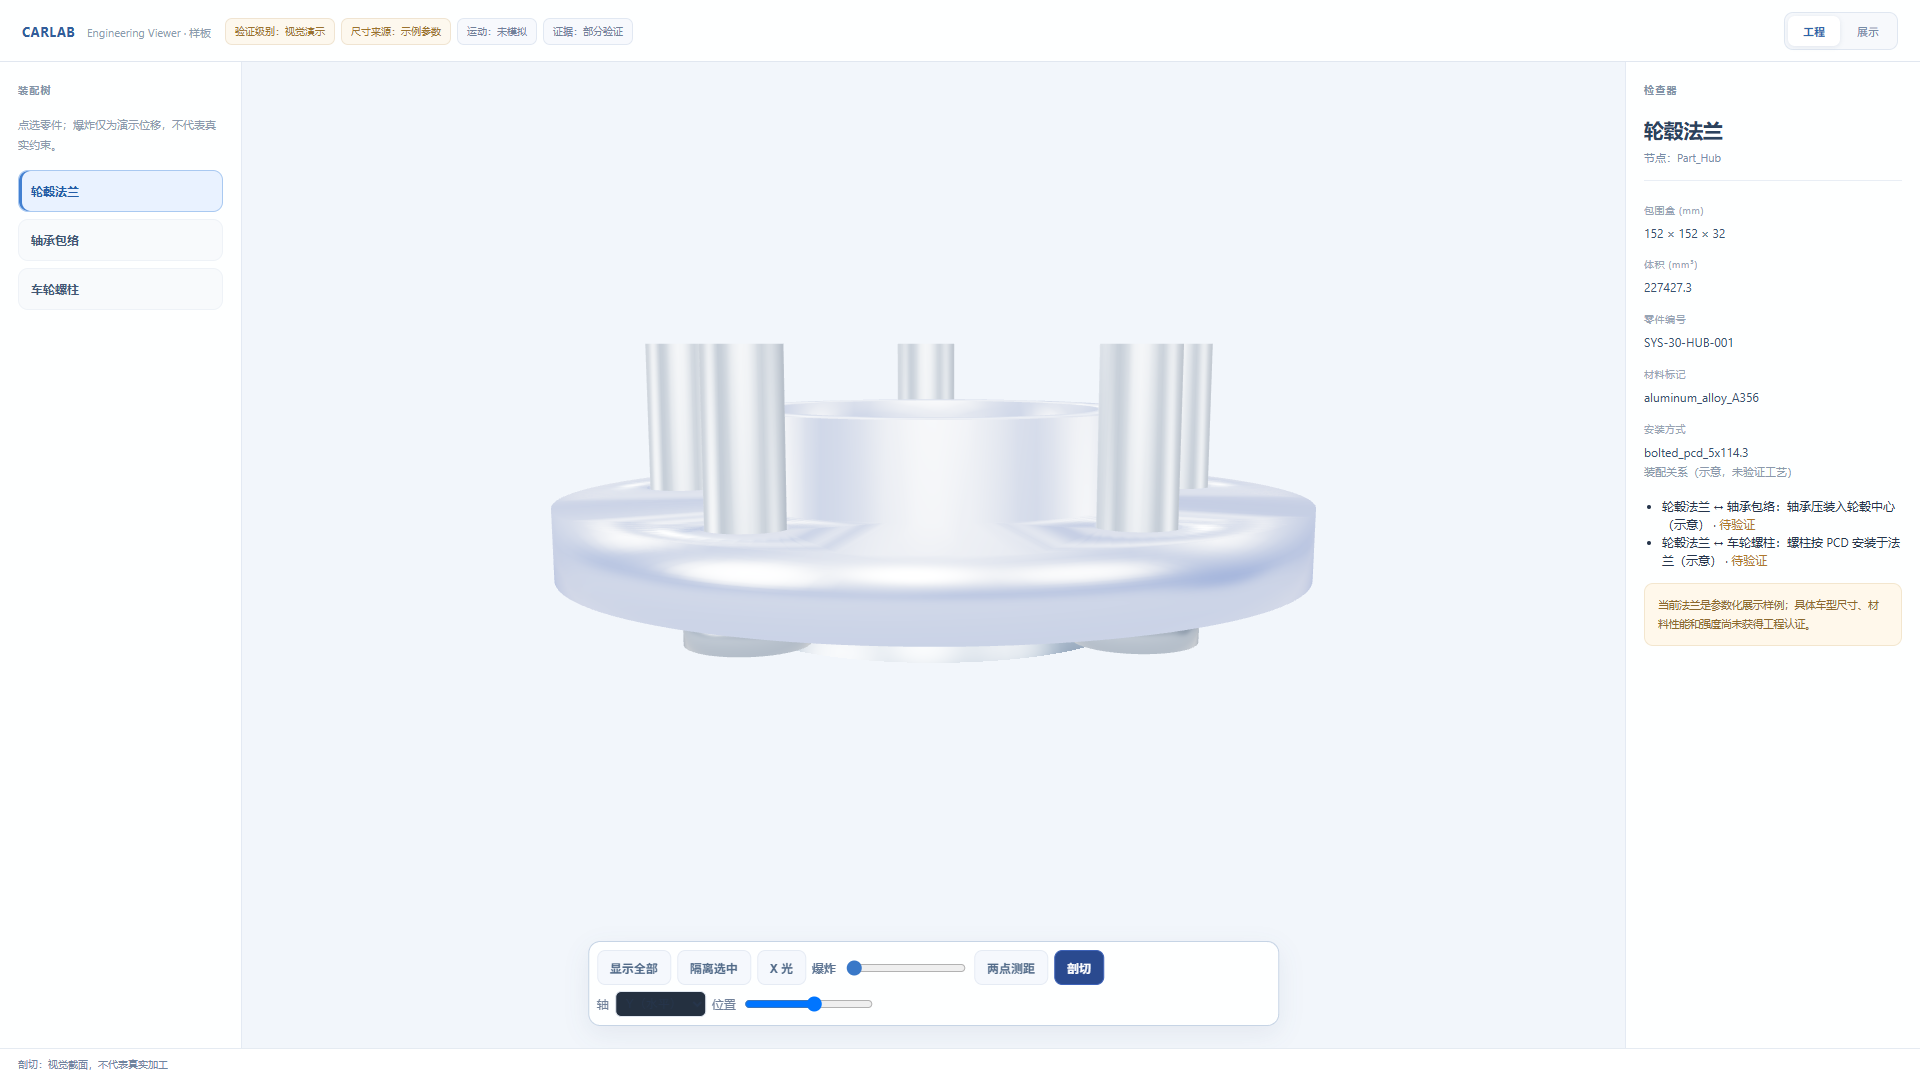 CARLAB Engineering Viewer · 样板 验证级别：视觉演示 尺寸来源：示例参数 运动：未模拟 证据：部分验证 工程 展示
装配树
点选零件；爆炸仅为演示位移，不代表真
实约束。
轮毂法兰
轴承包络
车轮螺柱
检查器
轮毂法兰
节点：Part_Hub
包围盒 (mm)
152 × 152 × 32
体积 (mm³)
227427.3
零件编号
SYS-30-HUB-001
材料标记
aluminum_alloy_A356
安装方式
bolted_pcd_5x114.3
装配关系（示意，未验证工艺）
• 轮毂法兰 ↔ 轴承包络：轴承压装入轮毂中心
（示意） · 待验证
• 轮毂法兰 ↔ 车轮螺柱：螺柱按 PCD 安装于法
兰（示意） · 待验证
当前法兰是参数化展示样例；具体车型尺寸、材
料性能和强度尚未获得工程认证。
显示全部 隔离选中 X 光 爆炸 两点测距 剖切
轴 位置
剖切：视觉截面，不代表真实加工